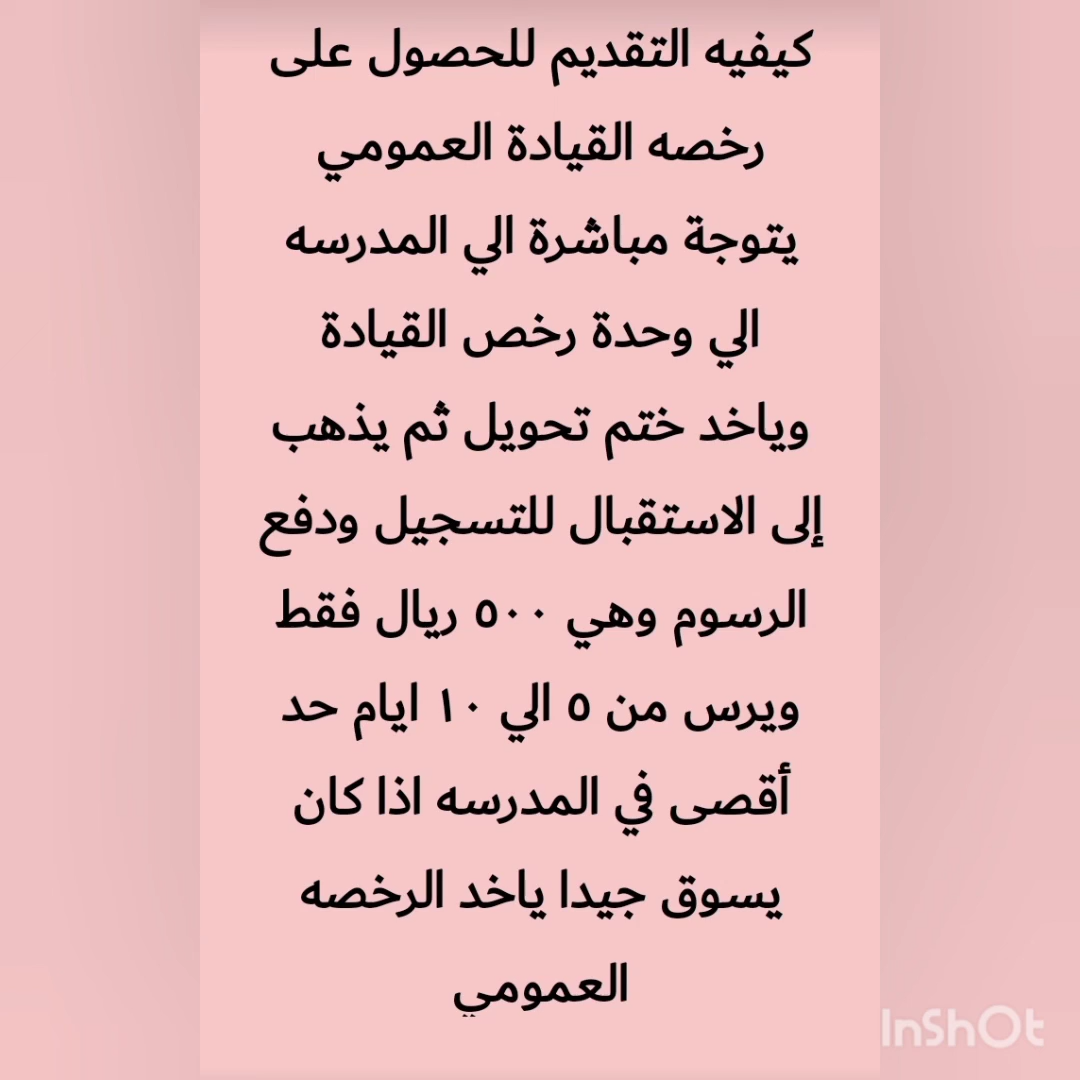 كيفيه التقديم للحصول على
رخصه القيادة العمومي
يتوجة مباشرة الي المدرسه
الي وحدة رخص القيادة
وياخد ختم تحويل ثم يذهب
إلى الاستقبال للتسجيل ودفع
الرسوم وهي ٥٠٠ ريال فقط
ويرس من ٥ الي ١٠ ايام حد
أقصى في المدرسه اذا كان
يسوق جيدا ياخد الرخصه
العمومي
InShOt